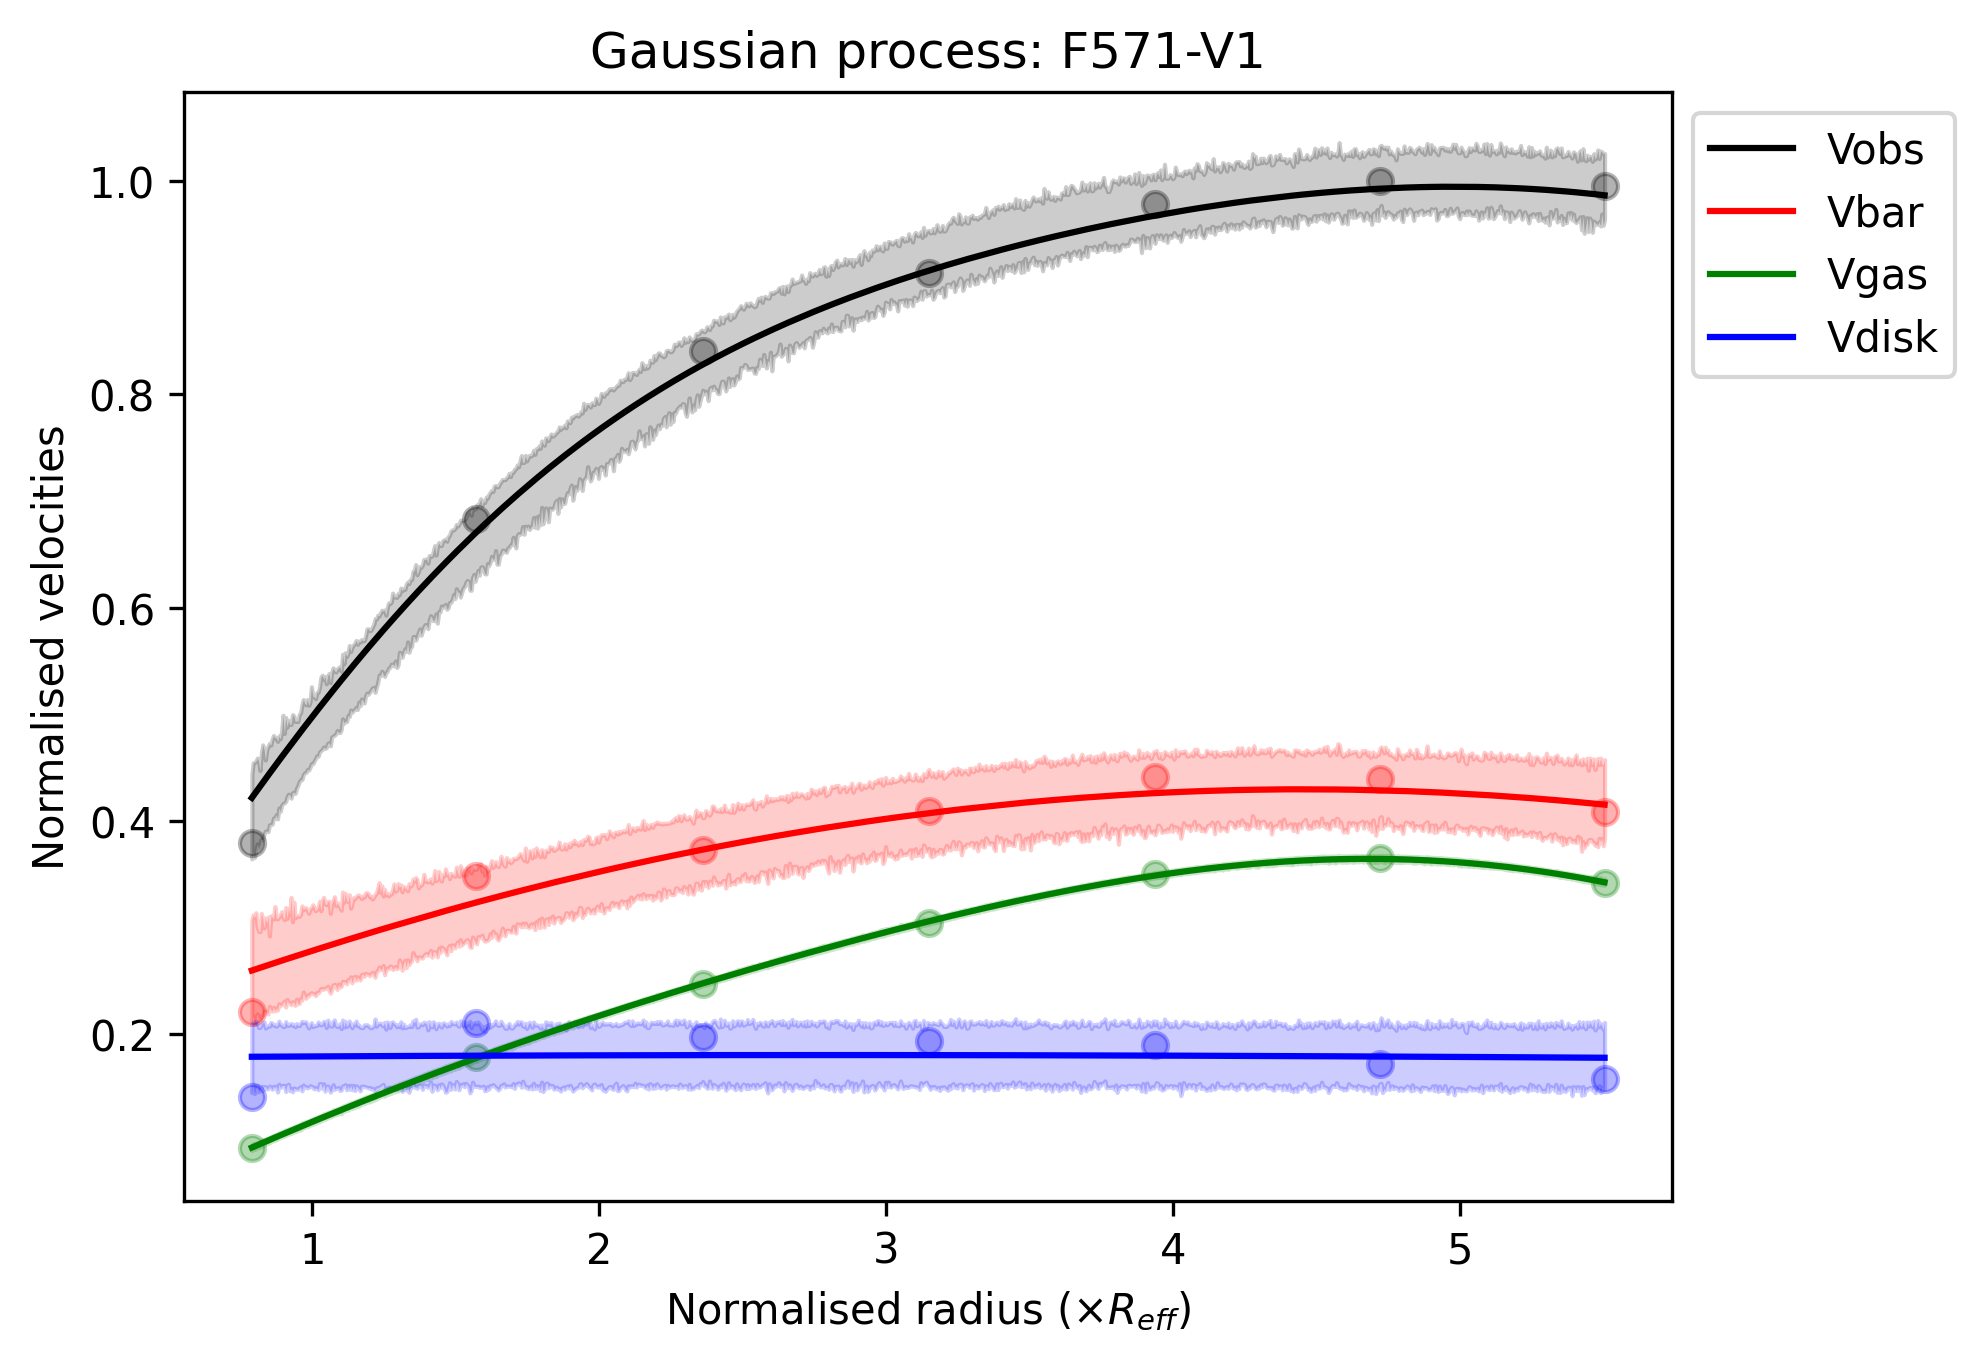 Gaussian process: F571-V1
Vobs
Vbar
Vgas
Vdisk
Normalised velocities
1.0
0.8
0.6
0.4
0.2
1 2 3 4 5
Normalised radius (×R_eff)